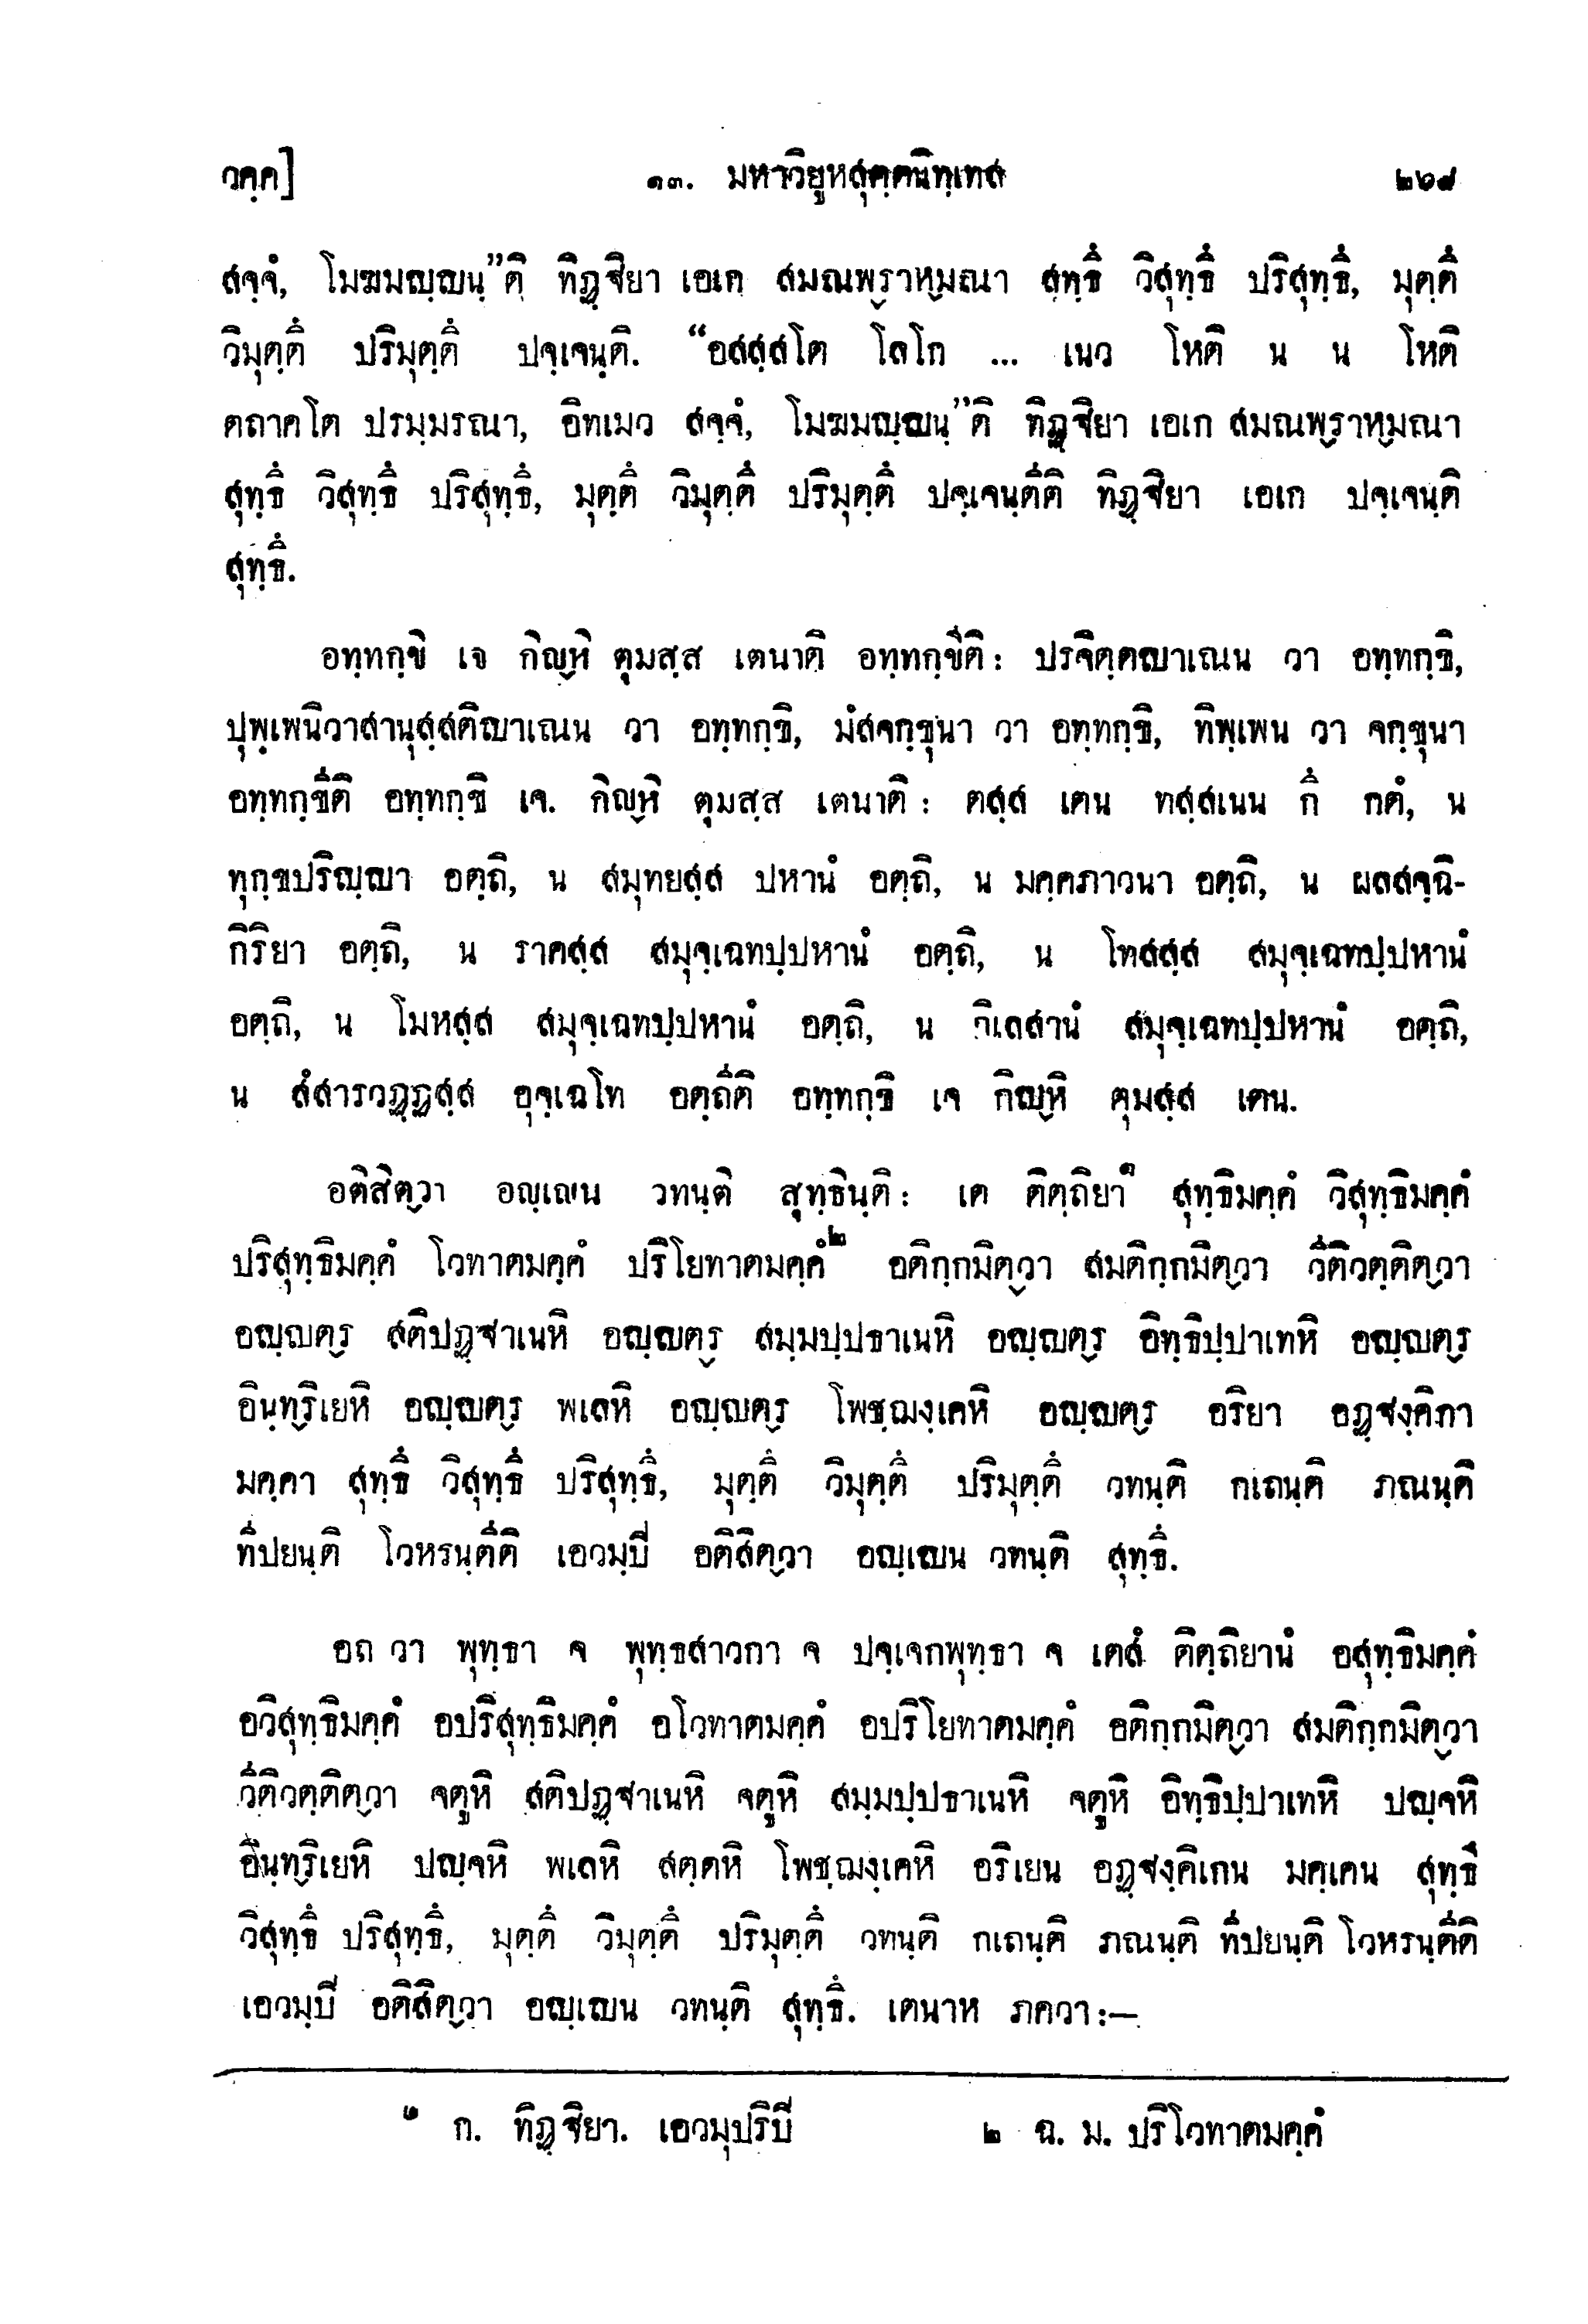 วคฺค]
๑๓. มหาวิยูหสุตฺตนิทฺเทส
๒๖๙
สจฺจํ, โมฆมญฺญนฺ”ติ ทิฏฺฐิยา เอเก สมณพฺราหฺมณา สุทฺธึ วิสุทฺธึ ปริสุทฺธึ, มุตฺตึ
วิมุตฺตึ ปริมุตฺตึ ปจฺเจนฺติ. “อสสฺสโต โลโก ... เนว โหติ น น โหติ
ตถาคโต ปรมฺมรณา, อิทเมว สจฺจํ, โมฆมญฺญนฺ”ติ ทิฏฺฐิยา เอเก สมณพฺราหฺมณา
สุทฺธึ วิสุทฺธึ ปริสุทฺธึ, มุตฺตึ วิมุตฺตึ ปริมุตฺตึ ปจฺเจนฺตีติ ทิฏฺฐิยา เอเก ปจฺเจนฺติ
สุทฺธึ.
อทฺทกฺขิ เจ กิญฺหิ ตุมสฺส เตนาติ อทฺทกฺขีติ: ปรจิตฺตญาเณน วา อทฺทกฺขิ,
ปุพฺเพนิวาสานุสฺสติญาเณน วา อทฺทกฺขิ, มํสจกฺขุนา วา อทฺทกฺขิ, ทิพฺเพน วา จกฺขุนา
อทฺทกฺขีติ อทฺทกฺขิ เจ. กิญฺหิ ตุมสฺส เตนาติ: ตสฺส เตน ทสฺสเนน กึ กตํ, น
ทุกฺขปริญฺญา อตฺถิ, น สมุทยสฺส ปหานํ อตฺถิ, น มคฺคภาวนา อตฺถิ, น ผลสจฺฉิ-
กิริยา อตฺถิ, น ราคสฺส สมุจฺเฉทปฺปหานํ อตฺถิ, น โทสสฺส สมุจฺเฉทปฺปหานํ
อตฺถิ, น โมหสฺส สมุจฺเฉทปฺปหานํ อตฺถิ, น กิเลสานํ สมุจฺเฉทปฺปหานํ อตฺถิ,
น สํสารวฏฺฏสฺส อุจฺเฉโท อตฺถีติ อทฺทกฺขิ เจ กิญฺหิ ตุมสฺส เตน.
อติสิตฺวา อญฺเญน วทนฺติ สุทฺธินฺติ: เต ติตฺถิยา๑ สุทฺธิมคฺคํ วิสุทฺธิมคฺคํ
ปริสุทฺธิมคฺคํ โวทาตมคฺคํ ปริโยทาตมคฺคํ๒ อติกฺกมิตฺวา สมติกฺกมิตฺวา วีติวตฺติตฺวา
อญฺญตฺร สติปฏฺฐาเนหิ อญฺญตฺร สมฺมปฺปธาเนหิ อญฺญตฺร อิทฺธิปฺปาเทหิ อญฺญตฺร
อินฺทฺริเยหิ อญฺญตฺร พเลหิ อญฺญตฺร โพชฺฌงฺเคหิ อญฺญตฺร อริยา อฏฺฐงฺคิกา
มคฺคา สุทฺธึ วิสุทฺธึ ปริสุทฺธึ, มุตฺตึ วิมุตฺตึ ปริมุตฺตึ วทนฺติ กเถนฺติ ภณนฺติ
ทีปยนฺติ โวหรนฺตีติ เอวมฺปิ อติสิตฺวา อญฺเญน วทนฺติ สุทฺธึ.
อถ วา พุทฺธา จ พุทฺธสาวกา จ ปจฺเจกพุทฺธา จ เตสํ ติตฺถิยานํ อสุทฺธิมคฺคํ
อวิสุทฺธิมคฺคํ อปริสุทฺธิมคฺคํ อโวทาตมคฺคํ อปริโยทาตมคฺคํ อติกฺกมิตฺวา สมติกฺกมิตฺวา
วีติวตฺติตฺวา จตูหิ สติปฏฺฐาเนหิ จตูหิ สมฺมปฺปธาเนหิ จตูหิ อิทฺธิปฺปาเทหิ ปญฺจหิ
อินฺทฺริเยหิ ปญฺจหิ พเลหิ สตฺตหิ โพชฺฌงฺเคหิ อริเยน อฏฺฐงฺคิเกน มคฺเคน สุทฺธึ
วิสุทฺธึ ปริสุทฺธึ, มุตฺตึ วิมุตฺตึ ปริมุตฺตึ วทนฺติ กเถนฺติ ภณนฺติ ทีปยนฺติ โวหรนฺตีติ
เอวมฺปิ อติสิตฺวา อญฺเญน วทนฺติ สุทฺธึ. เตนาห ภควา:—
๑ ก. ทิฏฺฐิยา. เอวมุปริปิ
๒ ฉ. ม. ปริโวทาตมคฺคํ